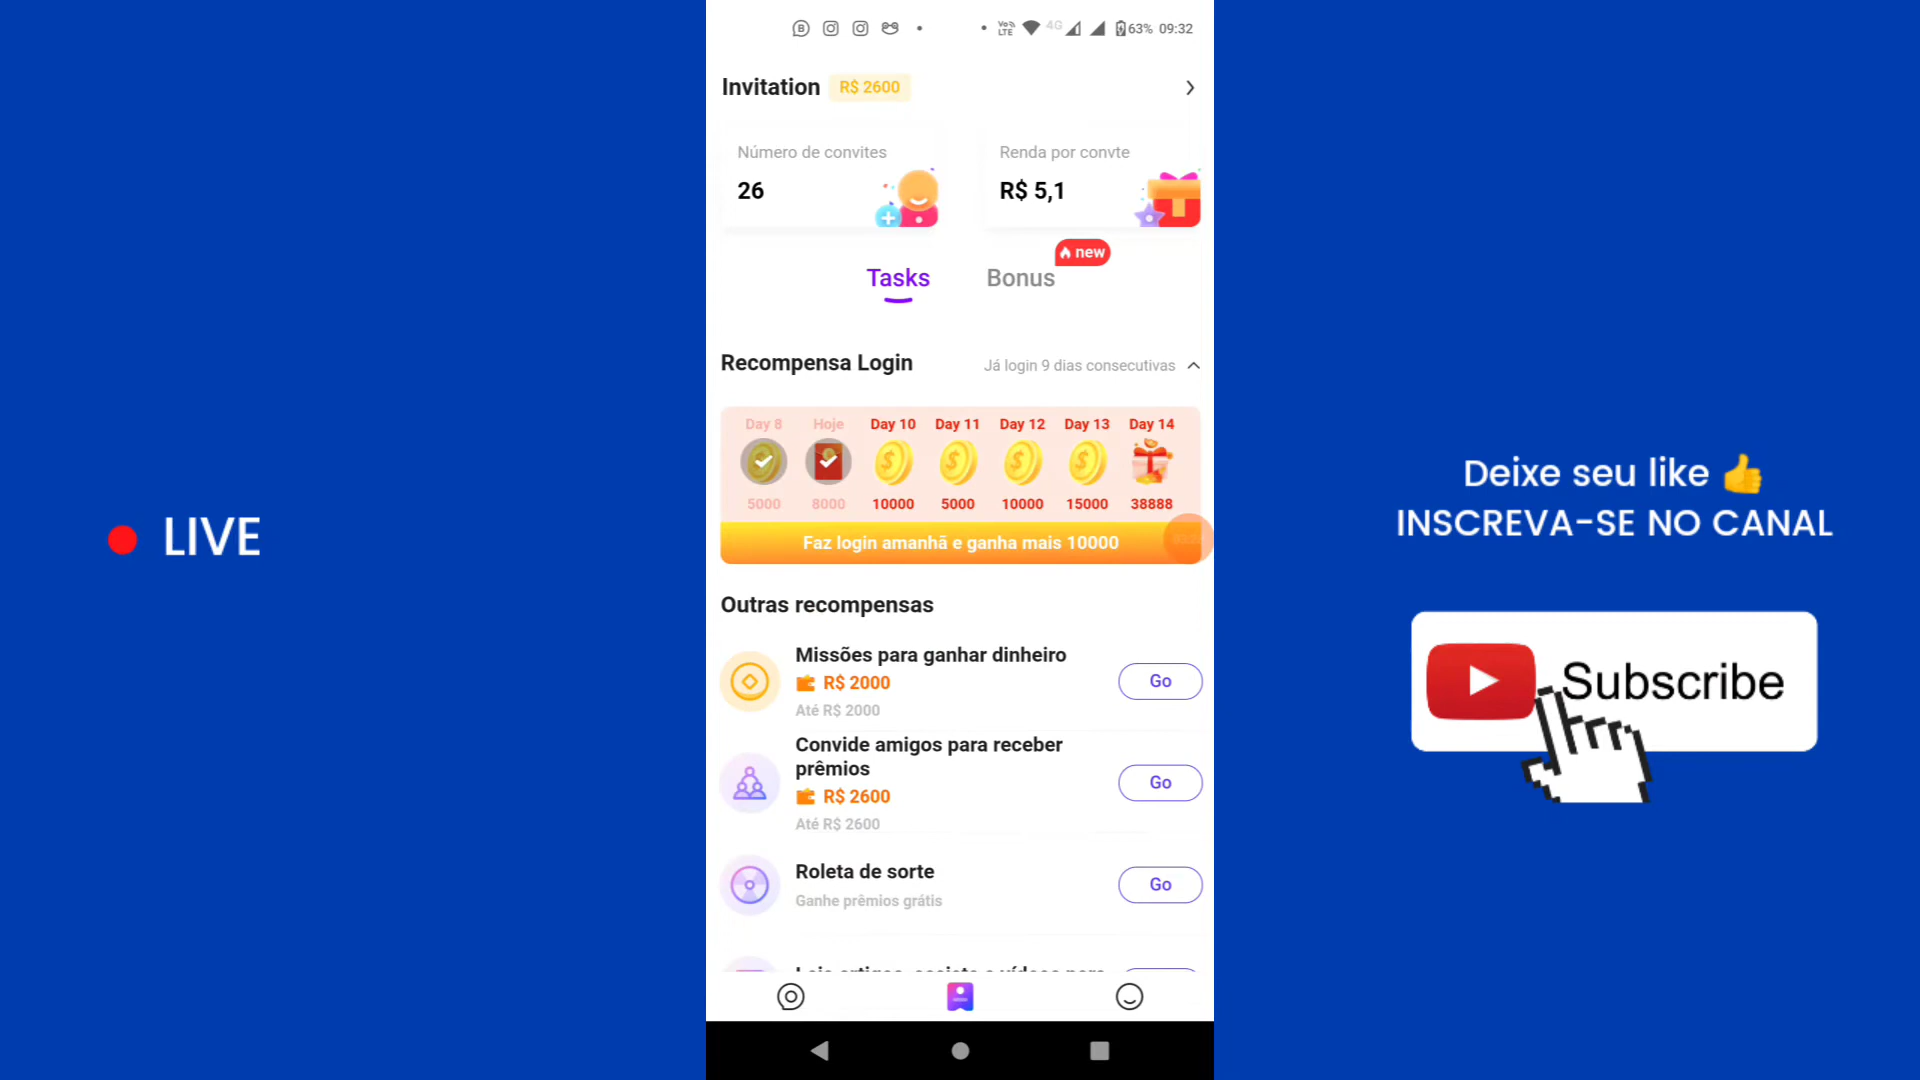 Vo LTE 4G 63% 09:32
Invitation R$ 2600
Número de convites Renda por convte
26 R$ 5,1
new
Tasks Bonus
Recompensa Login Já login 9 dias consecutivas
Day 8 Hoje Day 10 Day 11 Day 12 Day 13 Day 14
5000 8000 10000 5000 10000 15000 38888
Faz login amanhã e ganha mais 10000
Outras recompensas
Missões para ganhar dinheiro
R$ 2000
Até R$ 2000
Go
Convide amigos para receber
prêmios
R$ 2600
Até R$ 2600
Go
Roleta de sorte
Ganhe prêmios grátis
Go
LIVE
Deixe seu like 👍
INSCREVA-SE NO CANAL
Subscribe